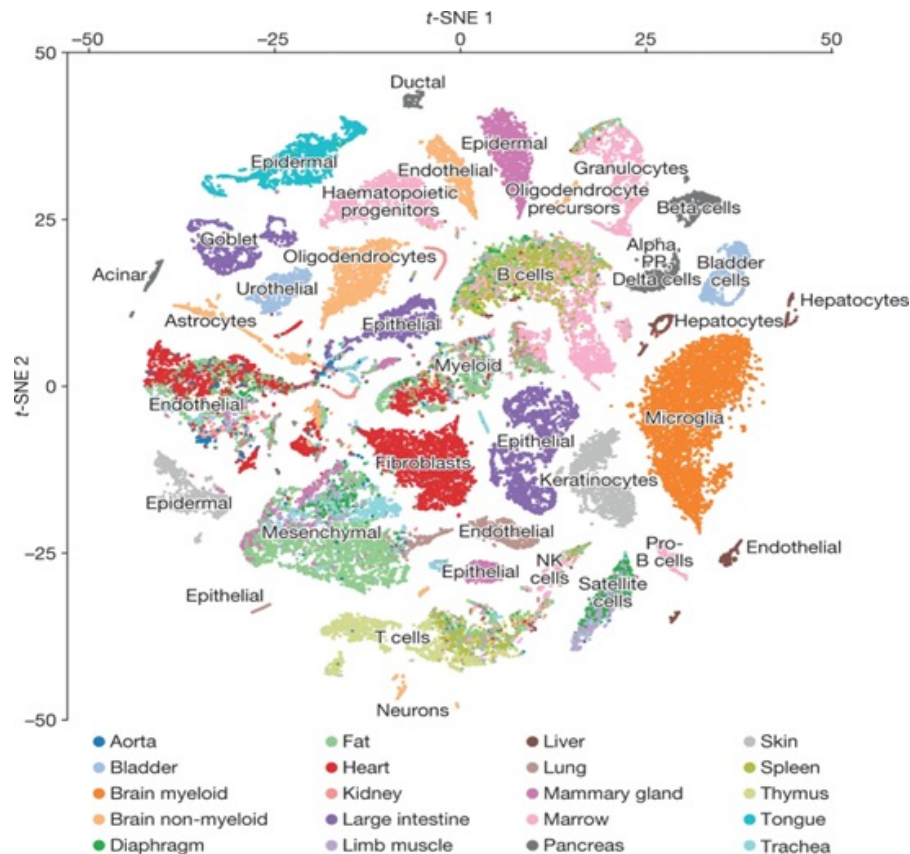 t-SNE 1
−50 −25 0 25 50
50
Ductal
Epidermal
Epidermal
Endothelial
Granulocytes
Haematopoietic
progenitors
Oligodendrocyte
precursors
Beta cells
25
Goblet
Oligodendrocytes
B cells
Alpha,
PP,
Delta cells
Bladder
cells
Acinar
Urothelial
Hepatocytes
Astrocytes
Epithelial
Hepatocytes
t-SNE 2
0
Myeloid
Endothelial
Microglia
Epithelial
Fibroblasts
Keratinocytes
Epidermal
Mesenchymal
Endothelial
−25
Pro-
B cells
Endothelial
Epithelial
NK
cells
Satellite
cells
Epithelial
T cells
Neurons
−50
Aorta Fat Liver Skin
Bladder Heart Lung Spleen
Brain myeloid Kidney Mammary gland Thymus
Brain non-myeloid Large intestine Marrow Tongue
Diaphragm Limb muscle Pancreas Trachea